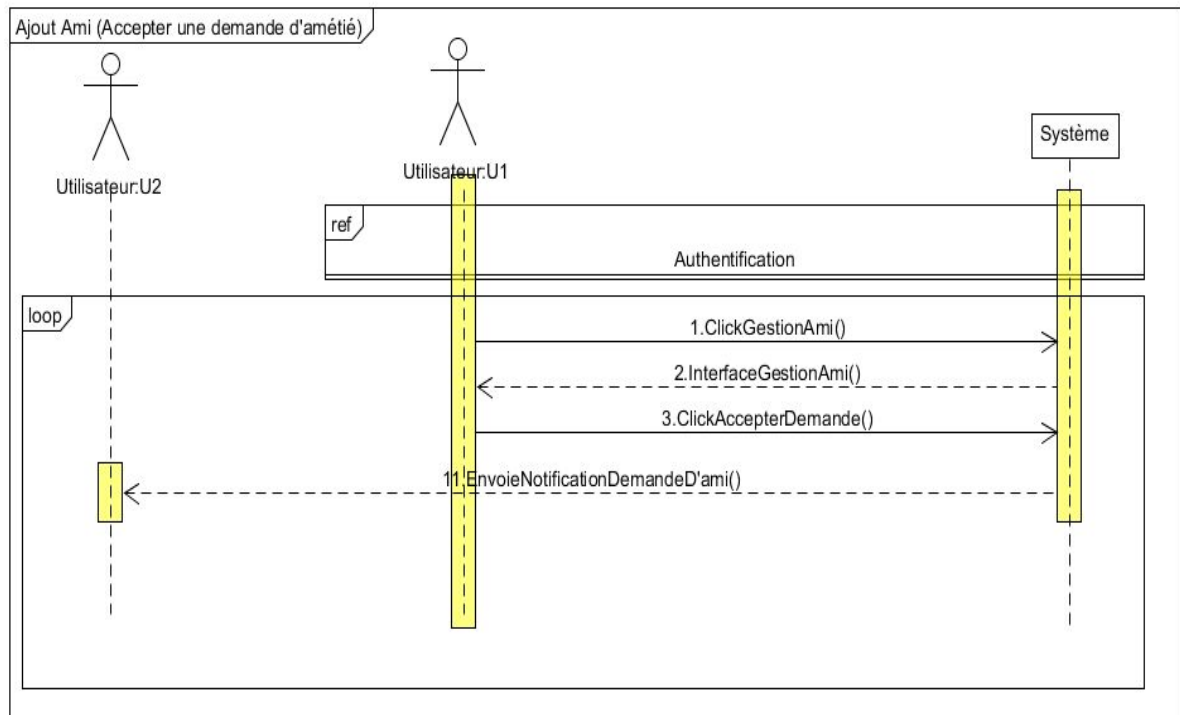 Ajout Ami (Accepter une demande d'amétié)
Utilisateur:U2
Utilisateur:U1
Système
ref
Authentification
loop
1.ClickGestionAmi()
2.InterfaceGestionAmi()
3.ClickAccepterDemande()
11.EnvoieNotificationDemandeD'ami()